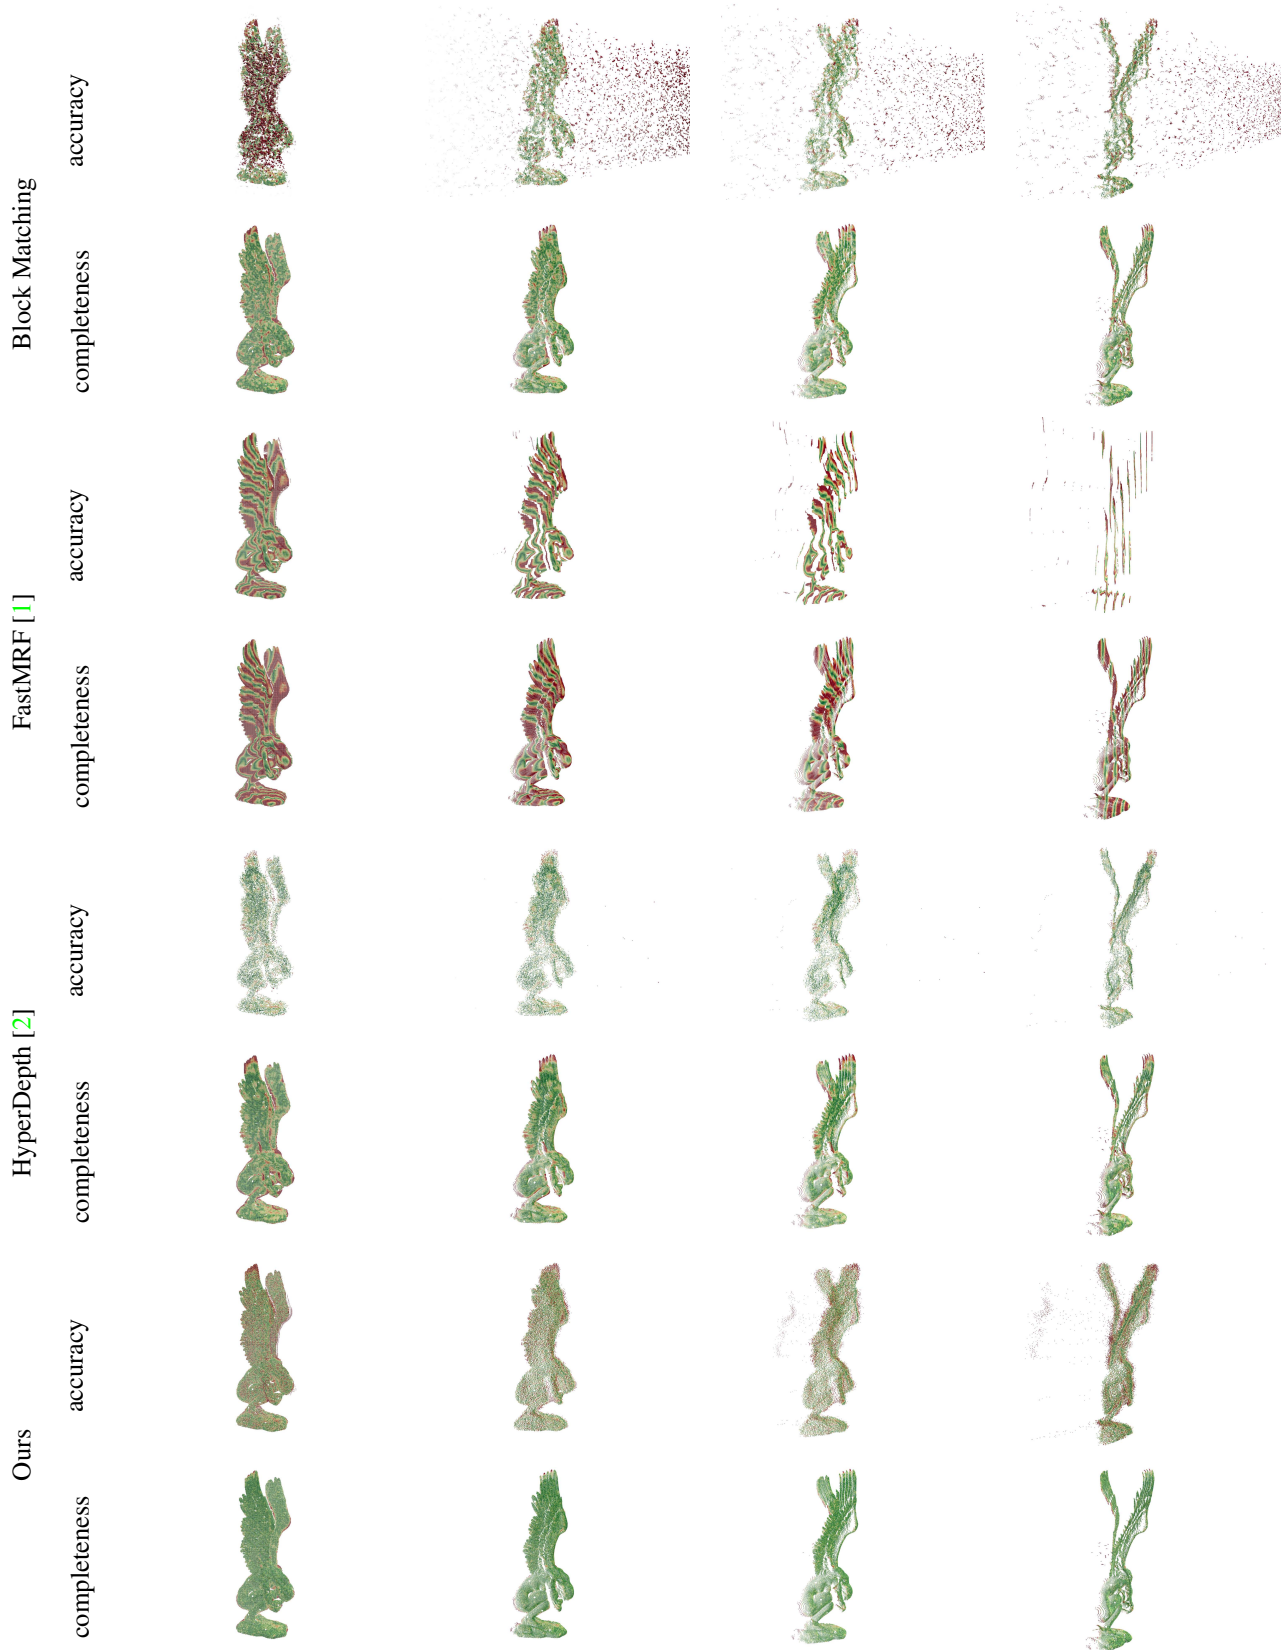 Block Matching
accuracy
completeness
FastMRF [1]
accuracy
completeness
HyperDepth [2]
accuracy
completeness
Ours
accuracy
completeness